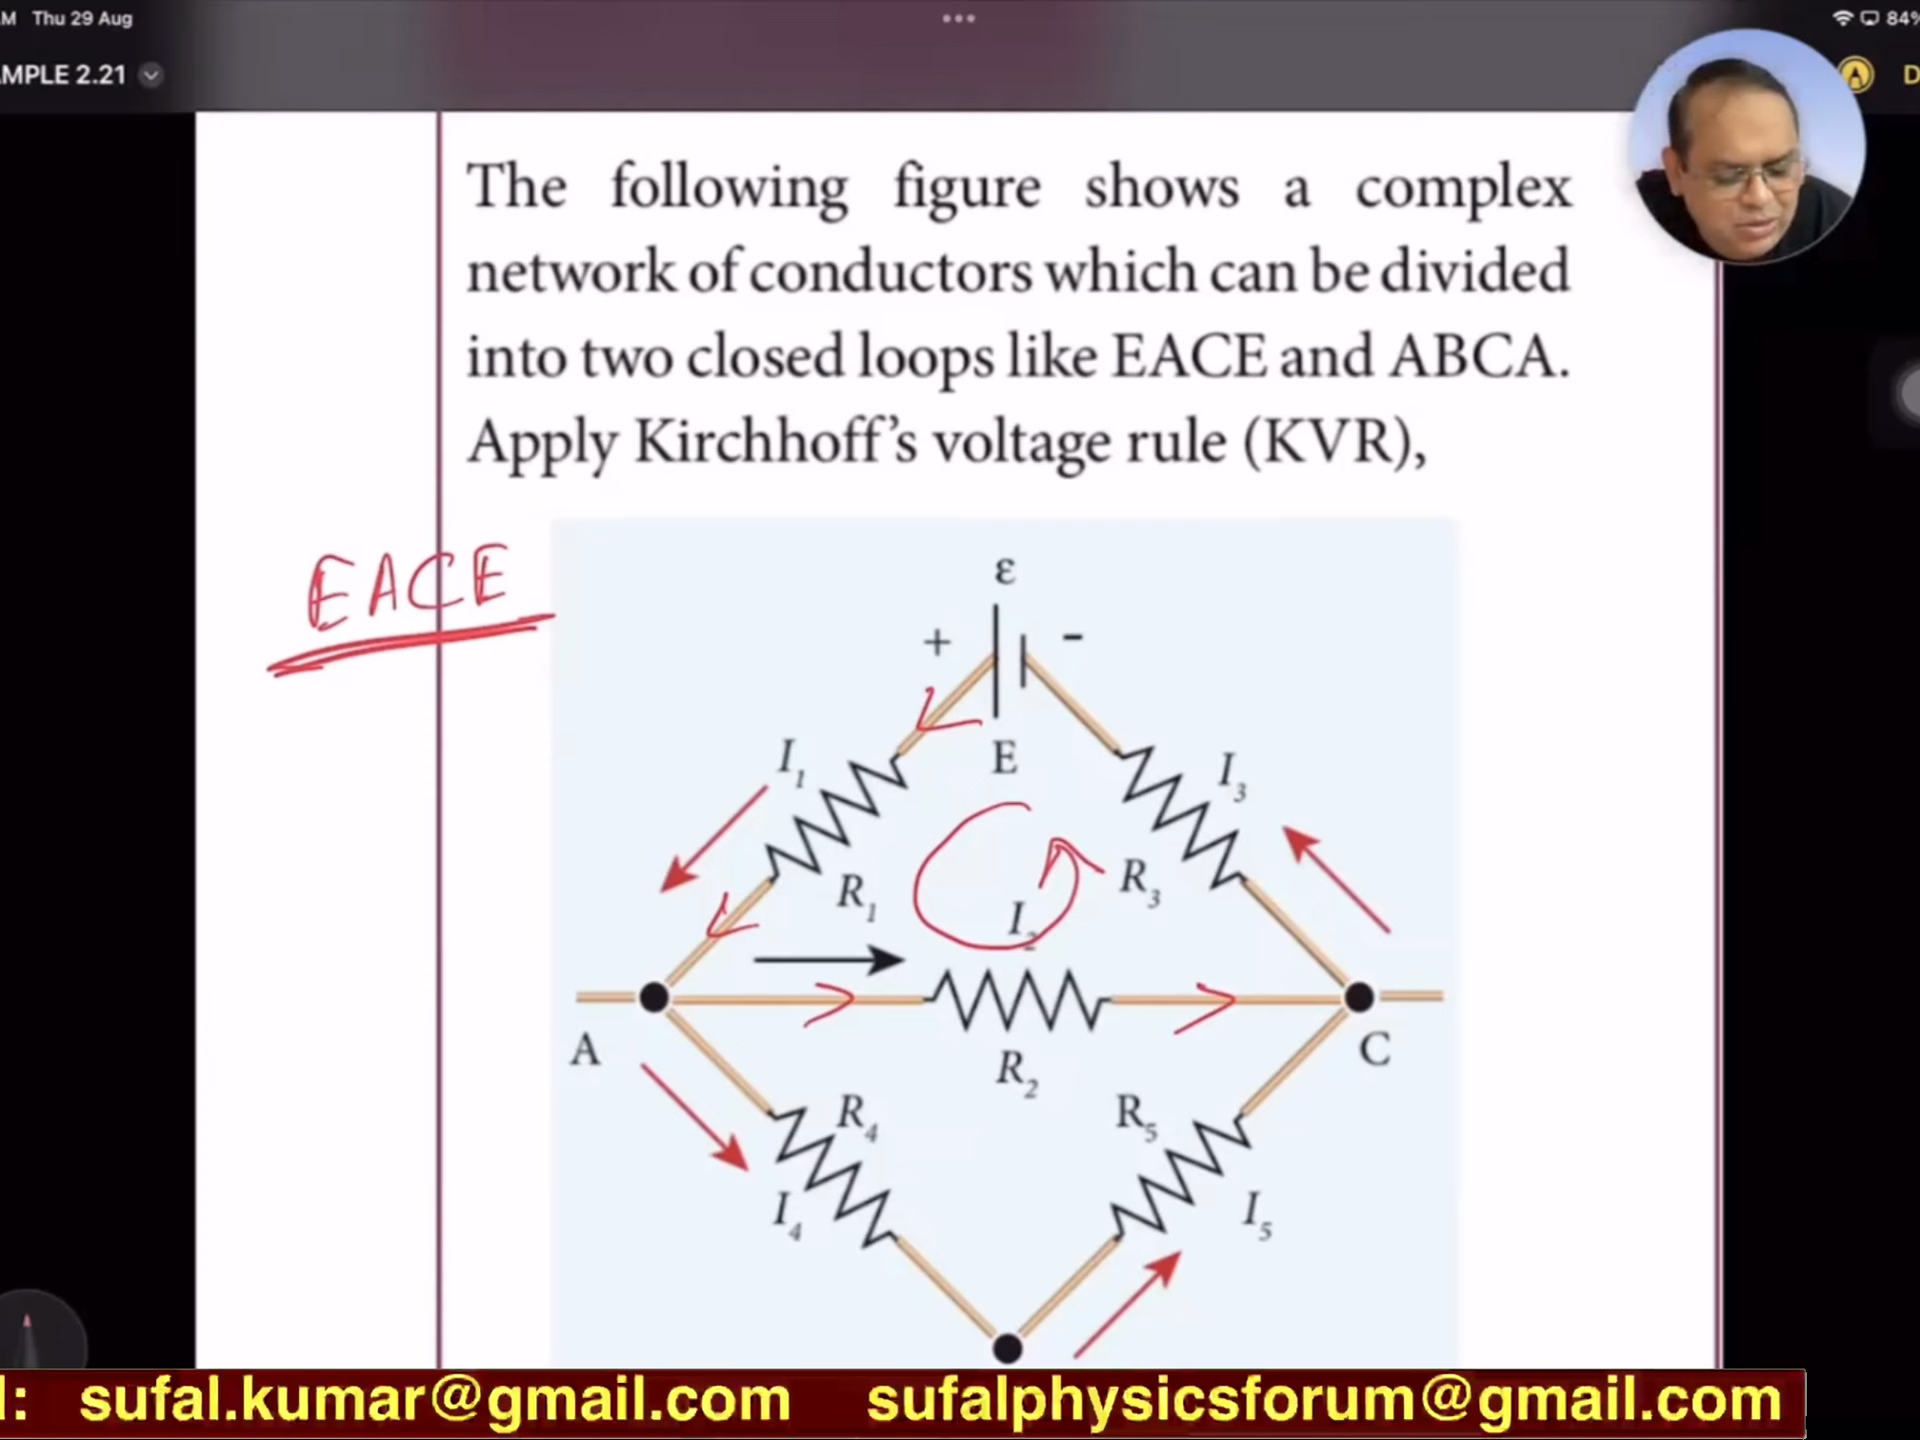 M Thu 29 Aug
84%
MPLE 2.21
D
The following figure shows a complex
network of conductors which can be divided
into two closed loops like EACE and ABCA.
Apply Kirchhoff’s voltage rule (KVR),
EACE
ε
+ -
E
I₁
I₃
R₁
R₃
I₂
A
C
R₂
R₄
R₅
I₄
I₅
l: sufal.kumar@gmail.com sufalphysicsforum@gmail.com